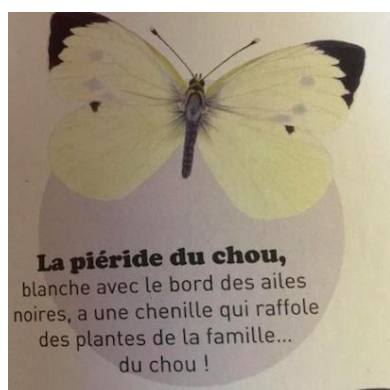 La piéride du chou,
blanche avec le bord des ailes
noires, a une chenille qui raffole
des plantes de la famille...
du chou !